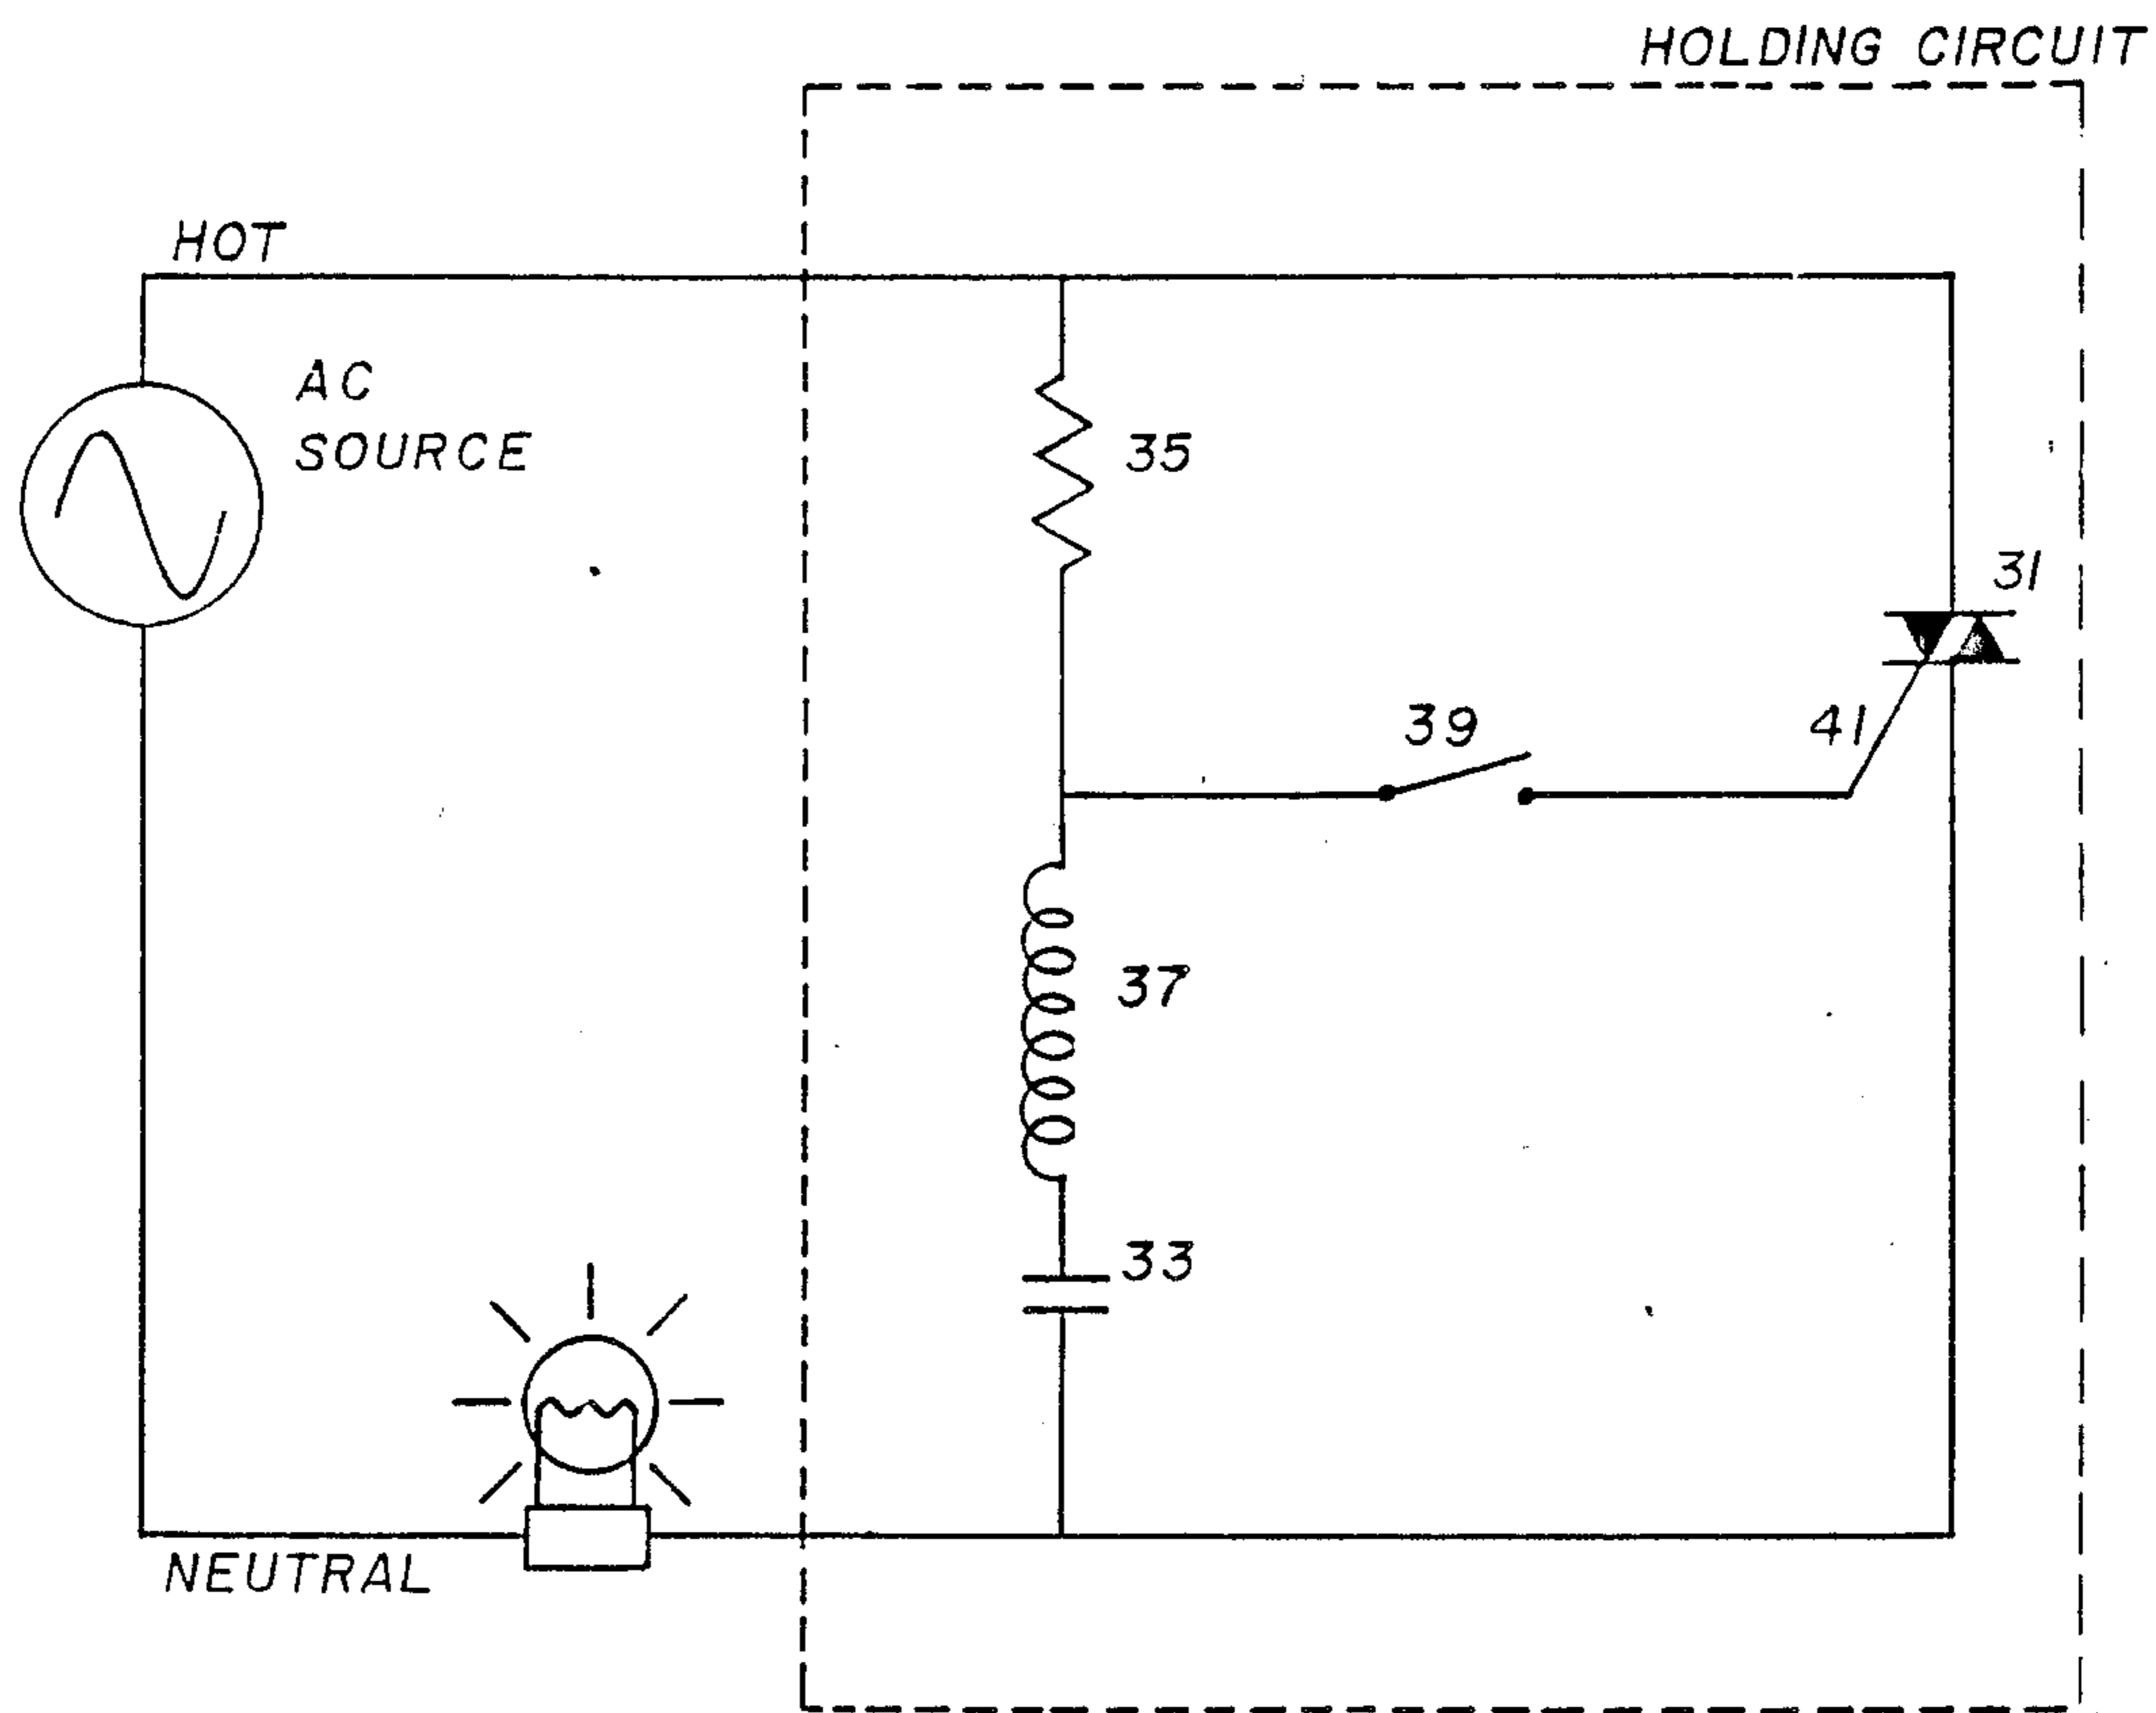 HOLDING CIRCUIT
HOT
AC
SOURCE
35
31
39
41
37
33
NEUTRAL